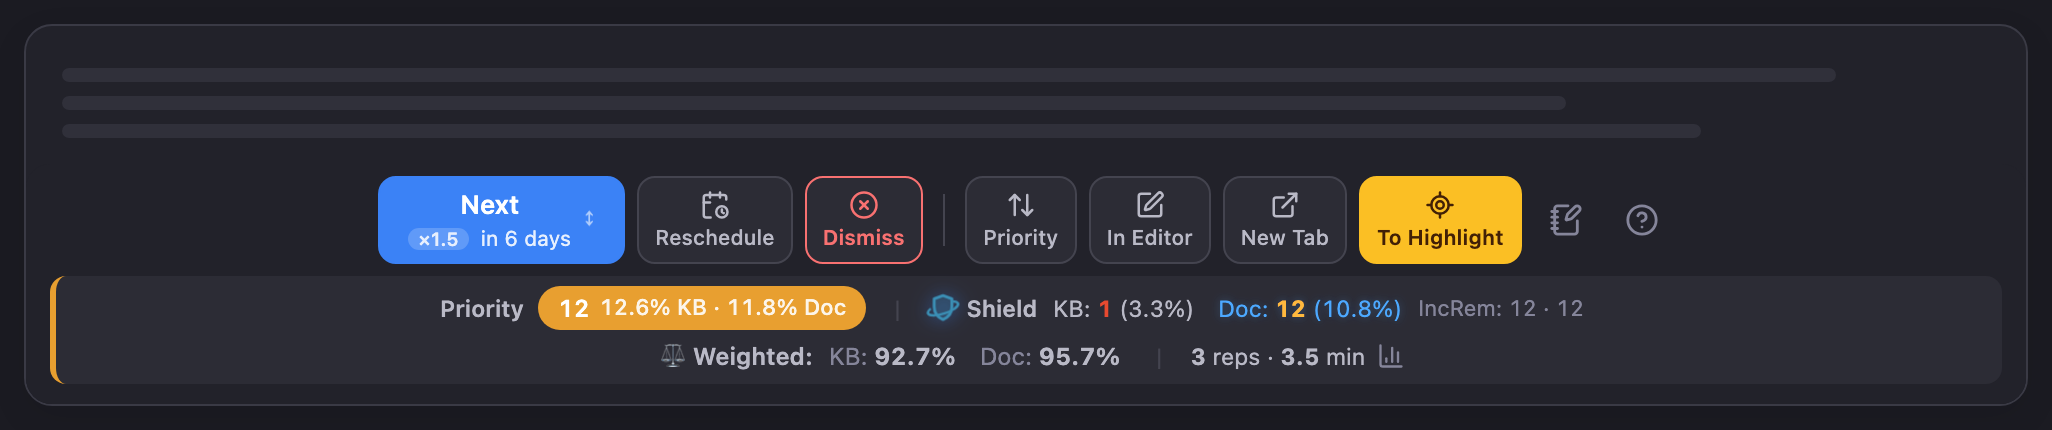 Next
×1.5 in 6 days
Reschedule
Dismiss
Priority
In Editor
New Tab
To Highlight
Priority 12 12.6% KB · 11.8% Doc | Shield KB: 1 (3.3%) Doc: 12 (10.8%) IncRem: 12 · 12
Weighted: KB: 92.7% Doc: 95.7% | 3 reps · 3.5 min